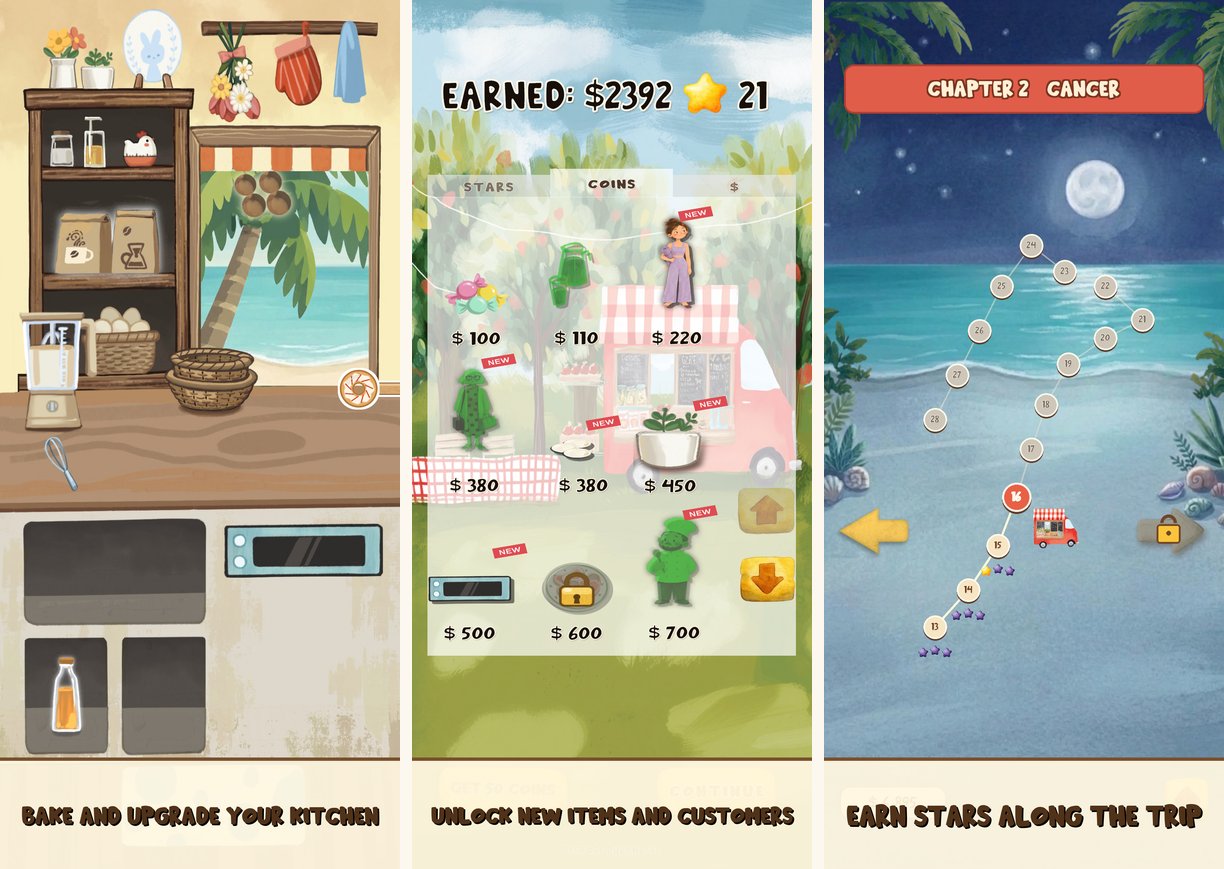 BAKE AND UPGRADE YOUR KITCHEN
EARNED: $2392 21
STARS COINS $
NEW
$ 100 $ 110 $ 220
NEW
NEW
NEW
$ 380 $ 380 $ 450
NEW
NEW
$ 500 $ 600 $ 700
GET 50 COINS CONTINUE
UNLOCK NEW ITEMS AND CUSTOMERS
CHAPTER 2 CANCER
24
23
25
22
21
26
20
19
27
18
28
17
16
15
14
13
EARN STARS ALONG THE TRIP